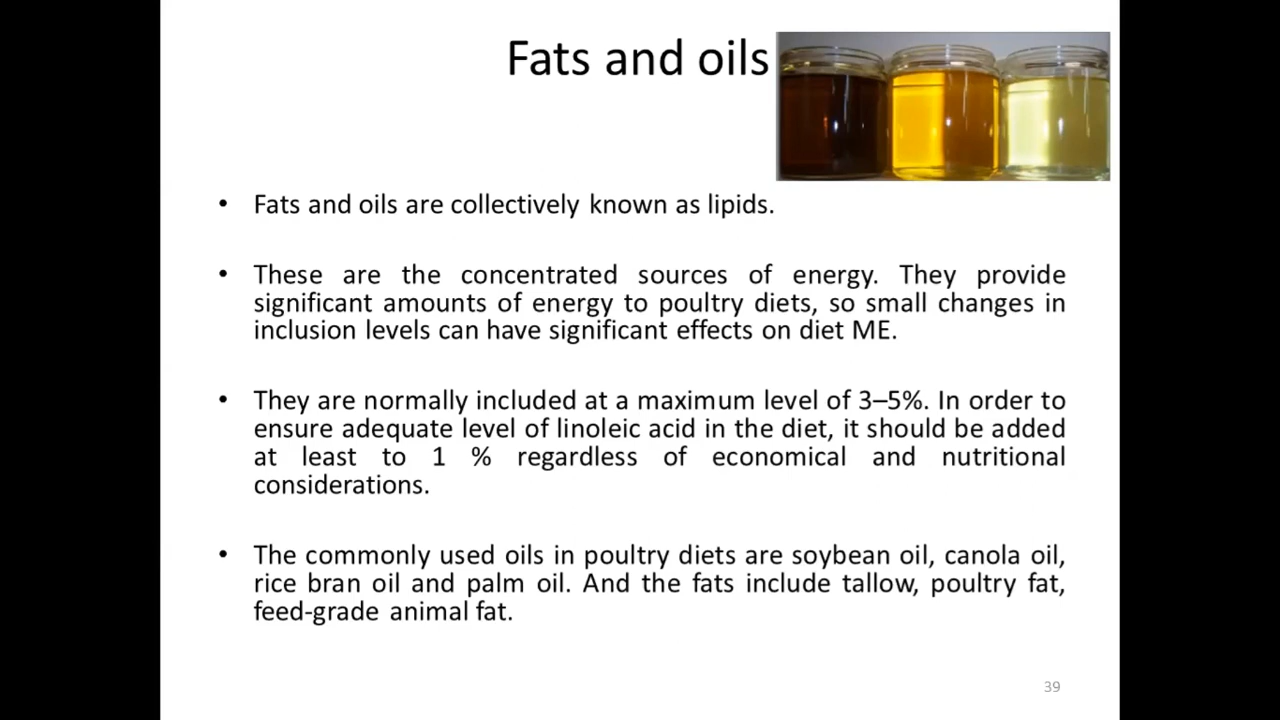 Fats and oils
• Fats and oils are collectively known as lipids.
• These are the concentrated sources of energy. They provide
significant amounts of energy to poultry diets, so small changes in
inclusion levels can have significant effects on diet ME.
• They are normally included at a maximum level of 3–5%. In order to
ensure adequate level of linoleic acid in the diet, it should be added
at least to 1 % regardless of economical and nutritional
considerations.
• The commonly used oils in poultry diets are soybean oil, canola oil,
rice bran oil and palm oil. And the fats include tallow, poultry fat,
feed-grade animal fat.
39